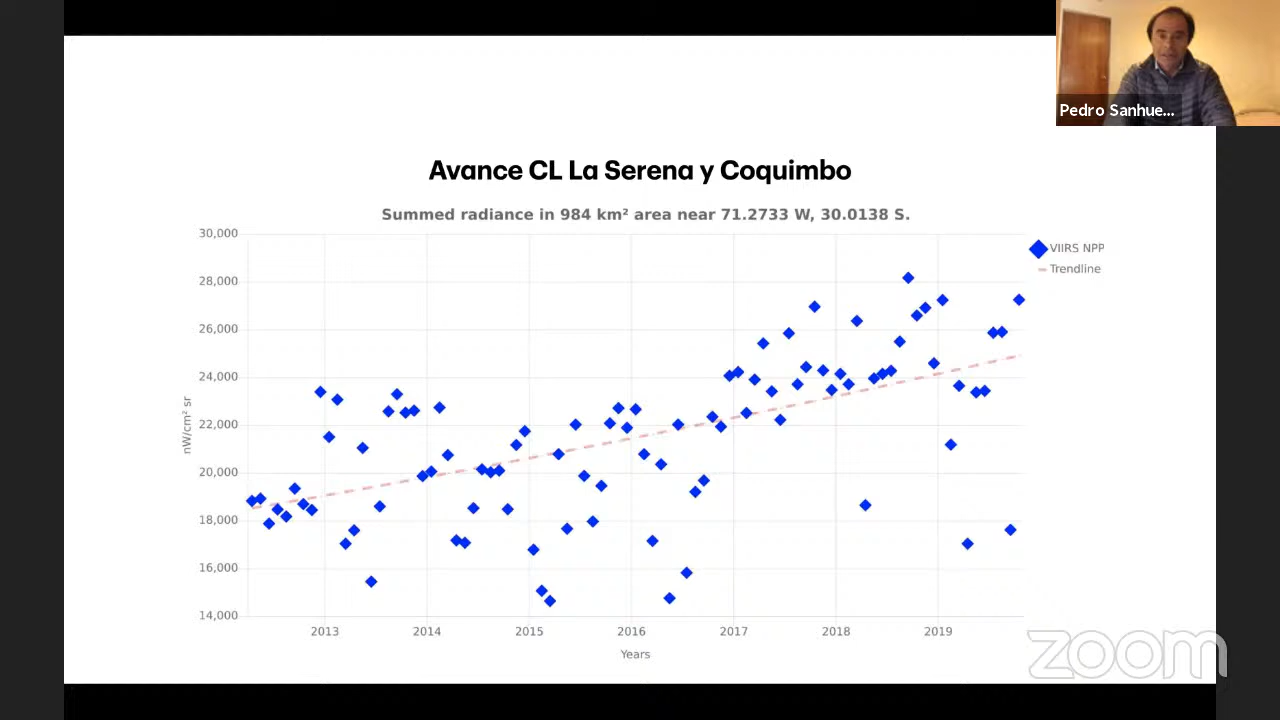 Pedro Sanhue...
Avance CL La Serena y Coquimbo
Summed radiance in 984 km² area near 71.2733 W, 30.0138 S.
30,000
28,000
26,000
24,000
22,000
20,000
18,000
16,000
14,000
nW/cm² sr
VIIRS NPP
Trendline
2013 2014 2015 2016 2017 2018 2019
Years
zoom